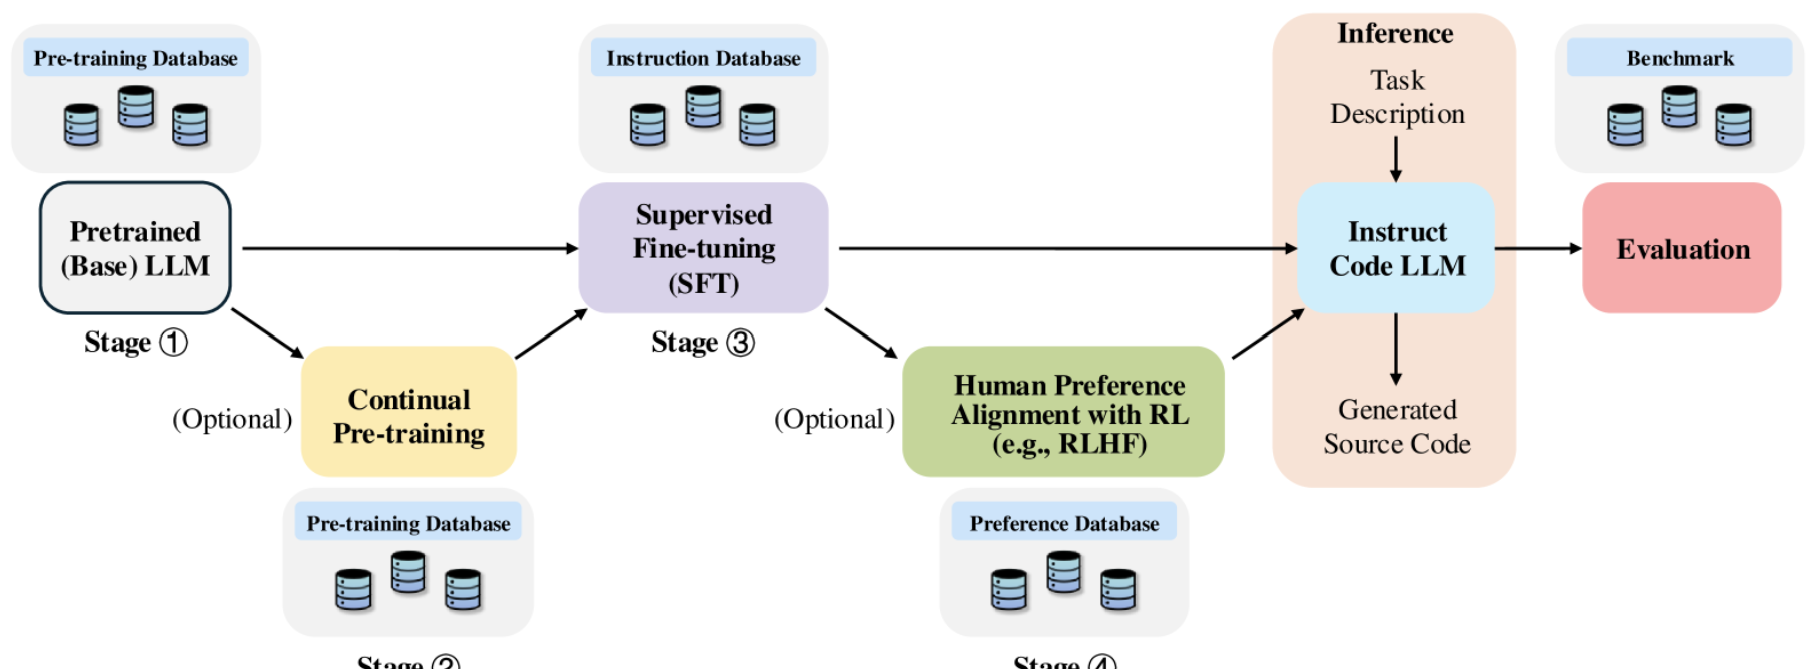 Pre-training Database
Pretrained
(Base) LLM
Stage ①
(Optional)
Continual
Pre-training
Pre-training Database
Stage ②
Instruction Database
Supervised
Fine-tuning
(SFT)
Stage ③
(Optional)
Human Preference
Alignment with RL
(e.g., RLHF)
Preference Database
Stage ④
Inference
Task
Description
Instruct
Code LLM
Generated
Source Code
Benchmark
Evaluation